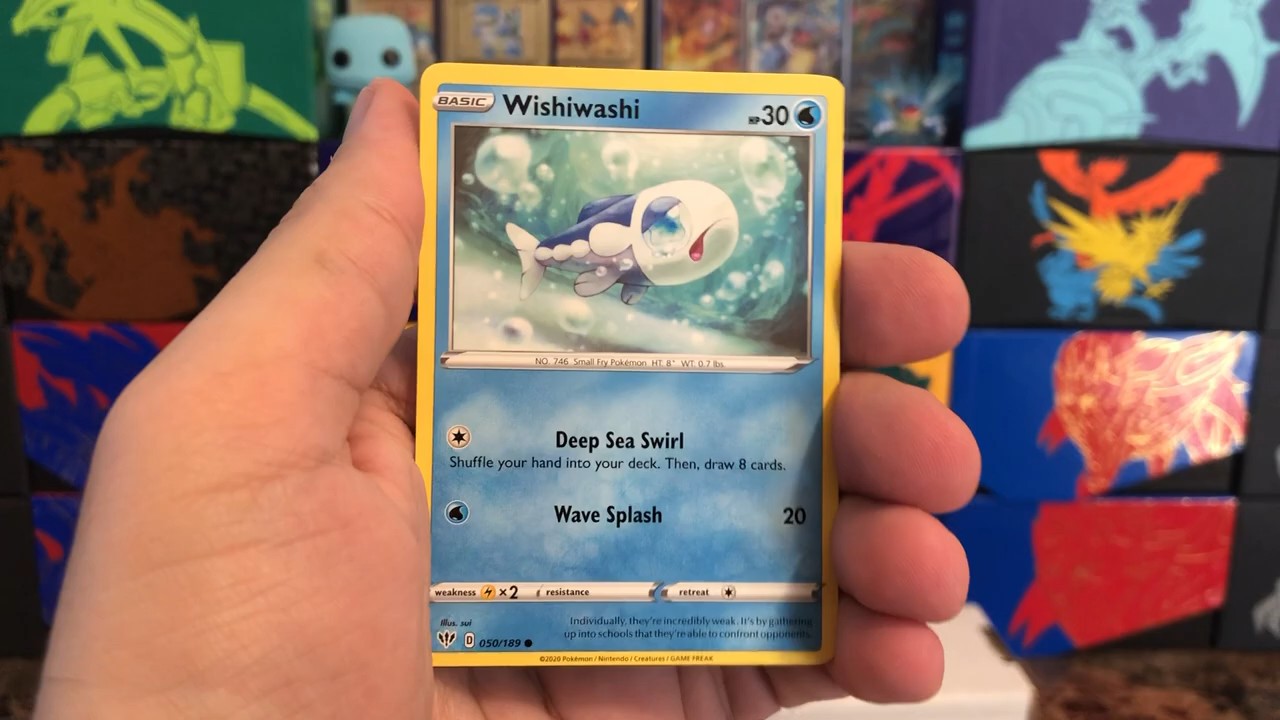 BASIC Wishiwashi HP 30
NO. 746 Small Fry Pokémon HT. 8" WT. 0.7 lbs.
Deep Sea Swirl
Shuffle your hand into your deck. Then, draw 8 cards.
Wave Splash 20
weakness ×2 resistance retreat
Illus. sui
Individually, they're incredibly weak. It's by gathering
up into schools that they're able to confront opponents.
D 050/189
©2020 Pokémon / Nintendo / Creatures / GAME FREAK